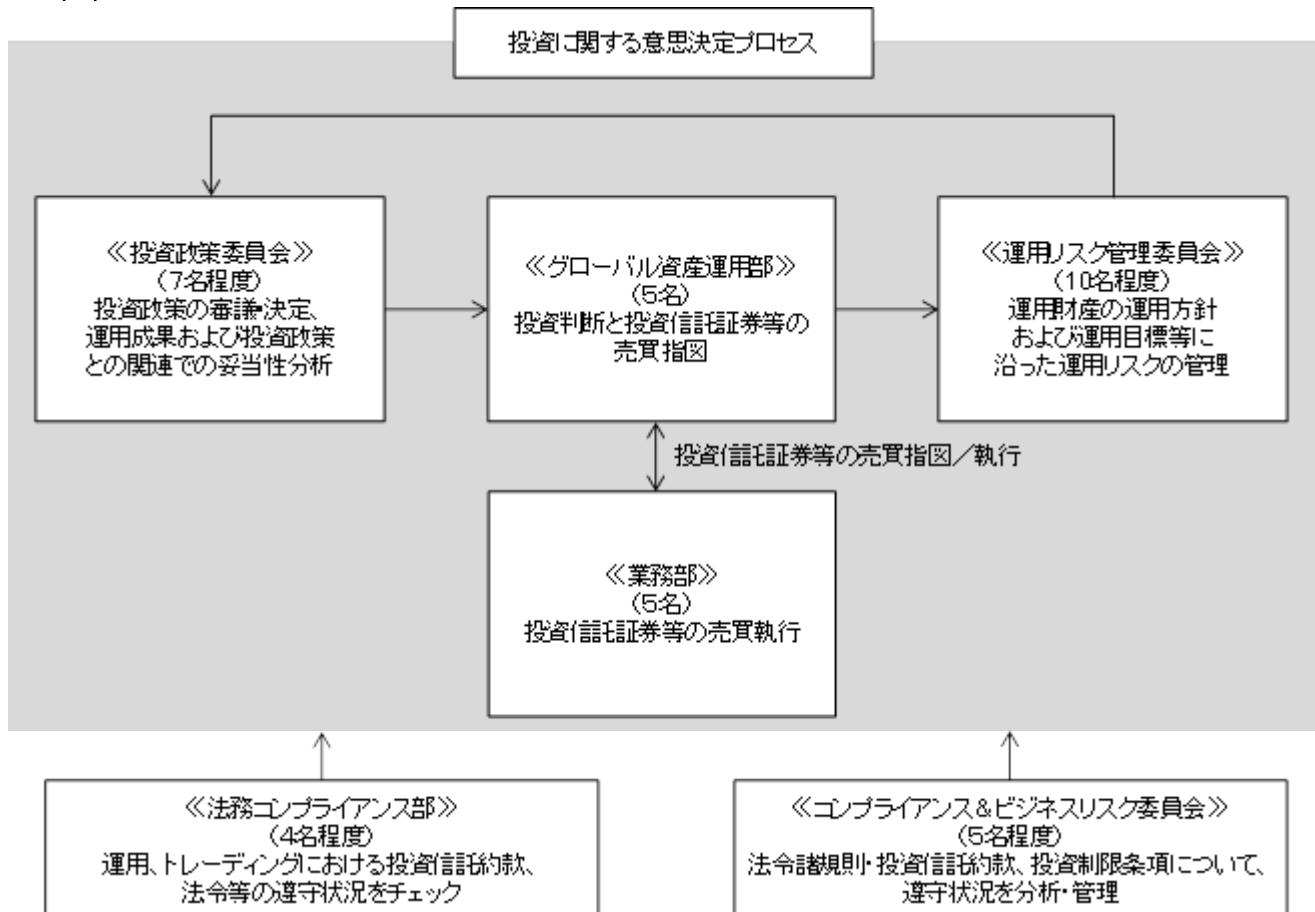 投資に関する意思決定プロセス
≪投資政策委員会≫
(7名程度)
投資政策の審議・決定、
運用成果および投資政策
との関連での妥当性分析
≪グローバル資産運用部≫
(5名)
投資判断と投資信託証券等の
売買指図
≪運用リスク管理委員会≫
(10名程度)
運用財産の運用方針
および運用目標等に
沿った運用リスクの管理
投資信託証券等の売買指図／執行
≪業務部≫
(5名)
投資信託証券等の売買執行
≪法務コンプライアンス部≫
(4名程度)
運用、トレーディングにおける投資信託約款、
法令等の遵守状況をチェック
≪コンプライアンス＆ビジネスリスク委員会≫
(5名程度)
法令諸規則・投資信託約款、投資制限条項について、
遵守状況を分析・管理